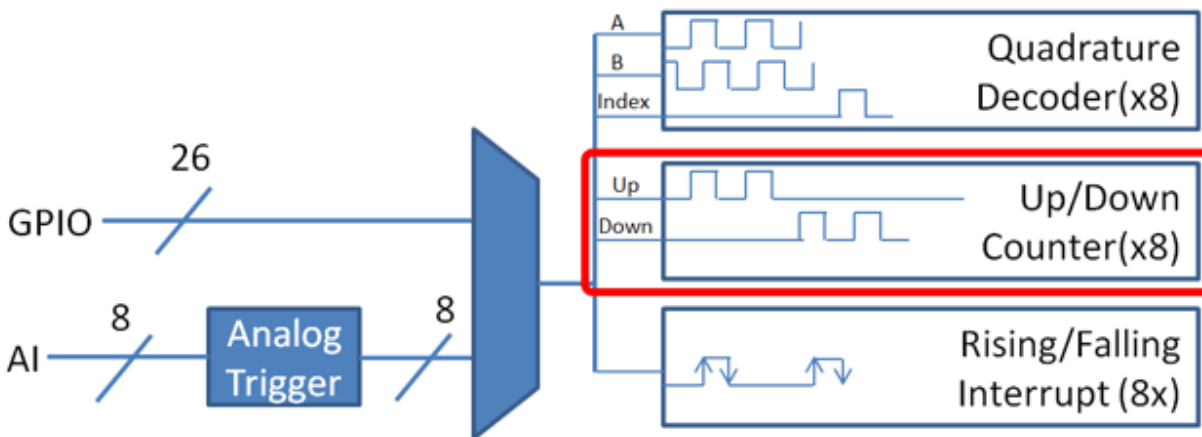 A
B
Index
Quadrature
Decoder(x8)
26
GPIO
Up
Down
Up/Down
Counter(x8)
8
8
AI
Analog
Trigger
Rising/Falling
Interrupt (8x)